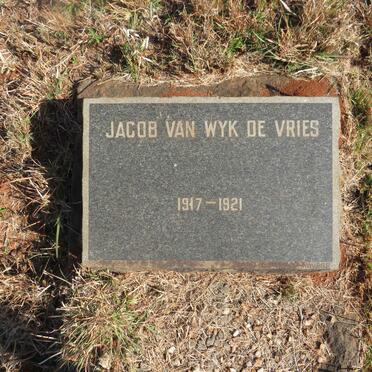 JACOB VAN WYK DE VRIES
1917-1921